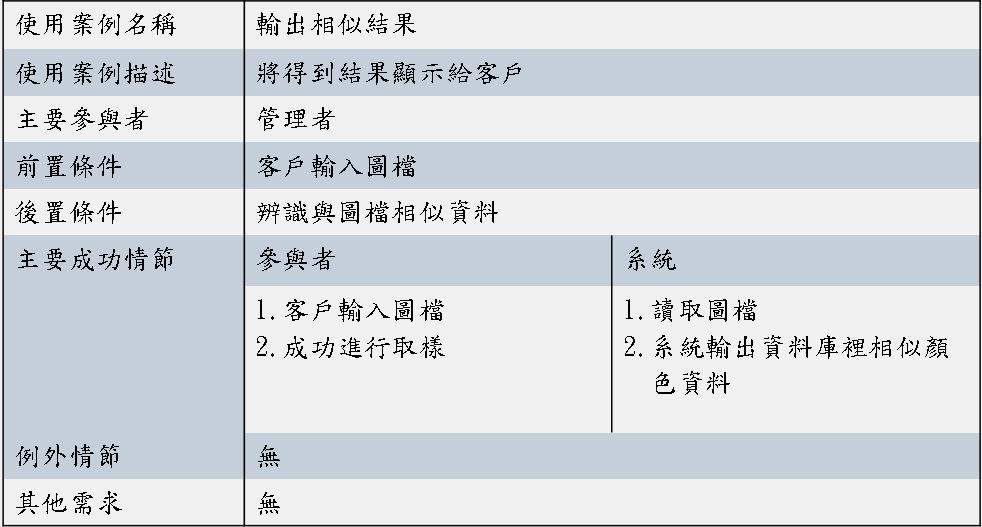 使用案例名稱 輸出相似結果
使用案例描述 將得到結果顯示給客戶
主要參與者 管理者
前置條件 客戶輸入圖檔
後置條件 辨識與圖檔相似資料
主要成功情節 參與者 系統
1. 客戶輸入圖檔 1. 讀取圖檔
2. 成功進行取樣 2. 系統輸出資料庫裡相似顏
色資料
例外情節 無
其他需求 無